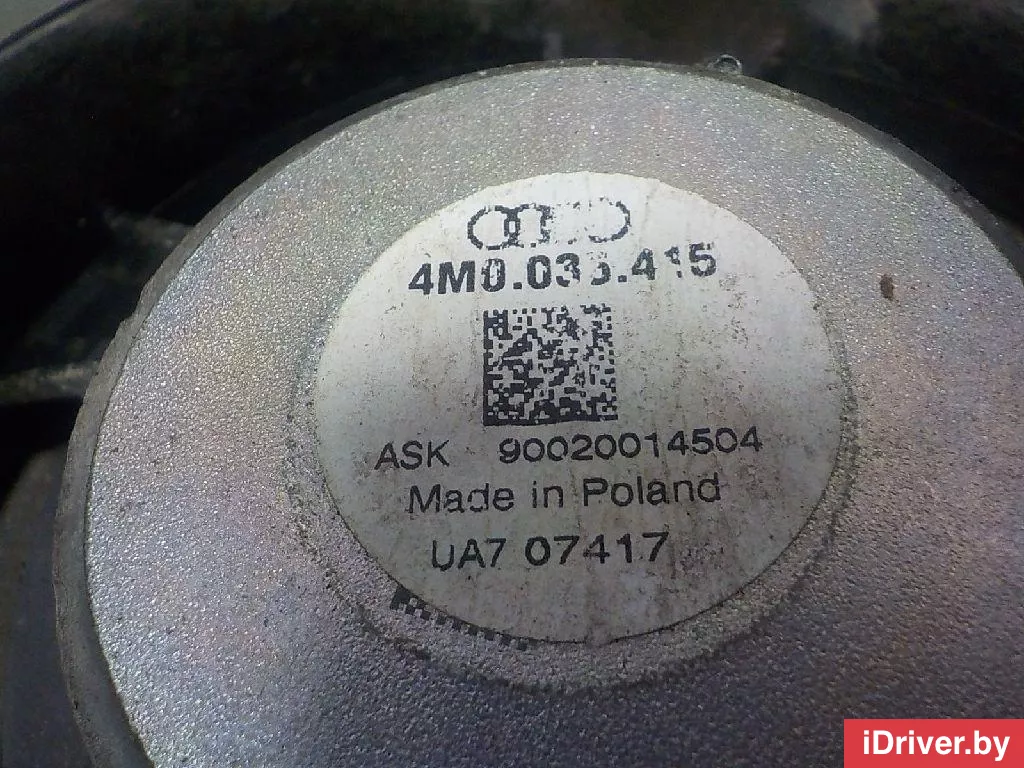 4M0.035.415
ASK 90020014504
Made in Poland
UA7 07417
iDriver.by